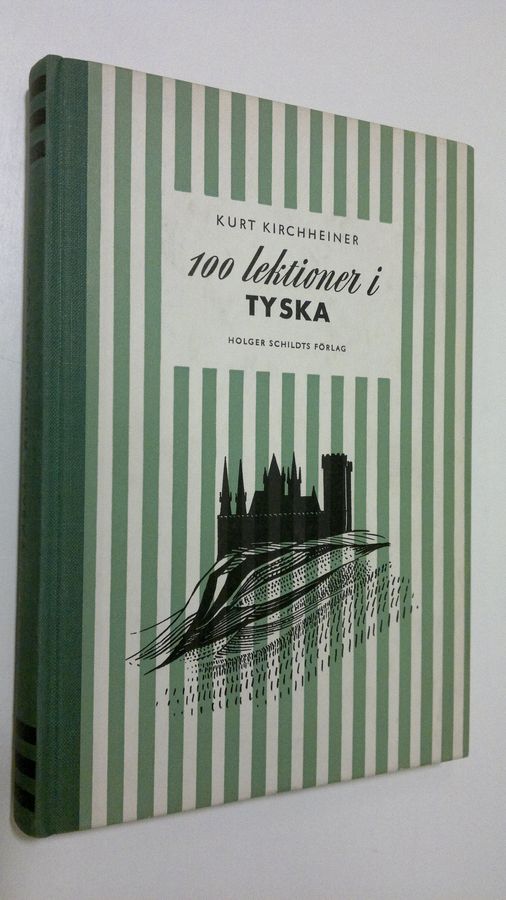 KURT KIRCHHEINER
100 lektioner i
TYSKA
HOLGER SCHILDTS FÖRLAG